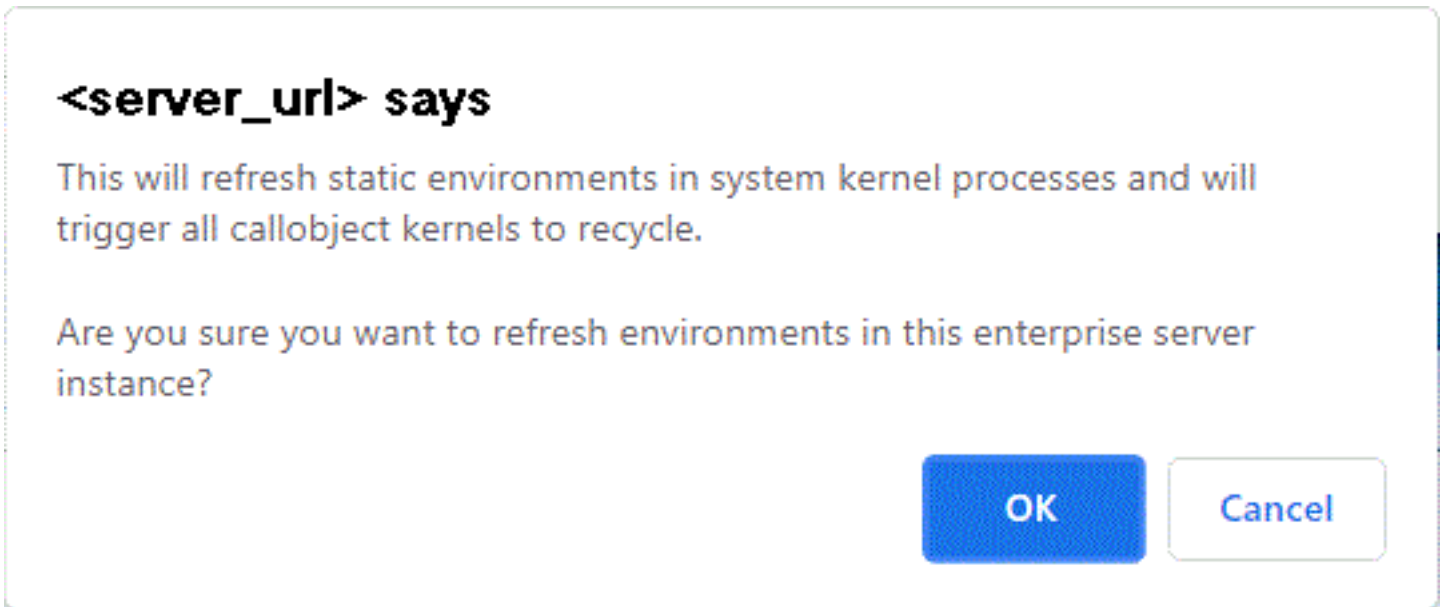 <server_url> says
This will refresh static environments in system kernel processes and will
trigger all callobject kernels to recycle.
Are you sure you want to refresh environments in this enterprise server
instance?
OK
Cancel